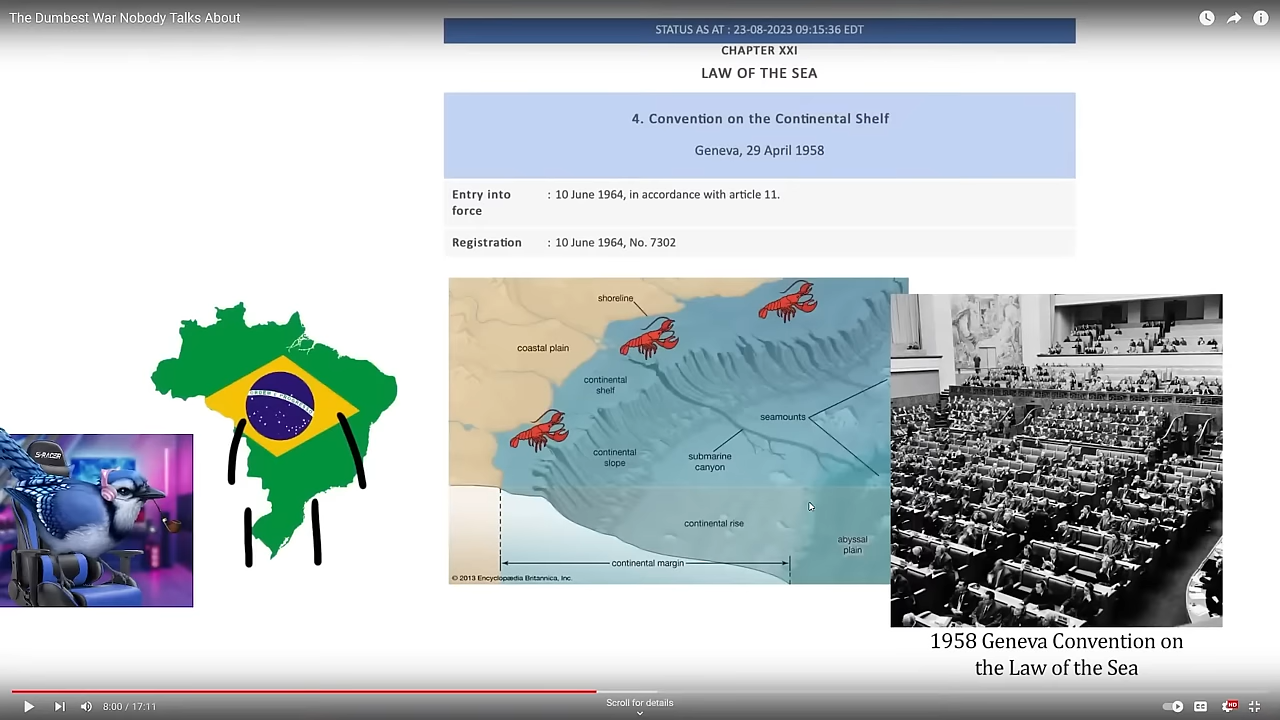 The Dumbest War Nobody Talks About
STATUS AS AT : 23-08-2023 09:15:36 EDT
CHAPTER XXI
LAW OF THE SEA
4. Convention on the Continental Shelf
Geneva, 29 April 1958
Entry into
force
: 10 June 1964, in accordance with article 11.
Registration : 10 June 1964, No. 7302
shoreline
coastal plain
continental
shelf
seamounts
continental
slope
submarine
canyon
continental rise
abyssal
plain
continental margin
© 2013 Encyclopædia Britannica, Inc.
S-RACER
1958 Geneva Convention on
the Law of the Sea
8:00 / 17:11
Scroll for details
CC
HD